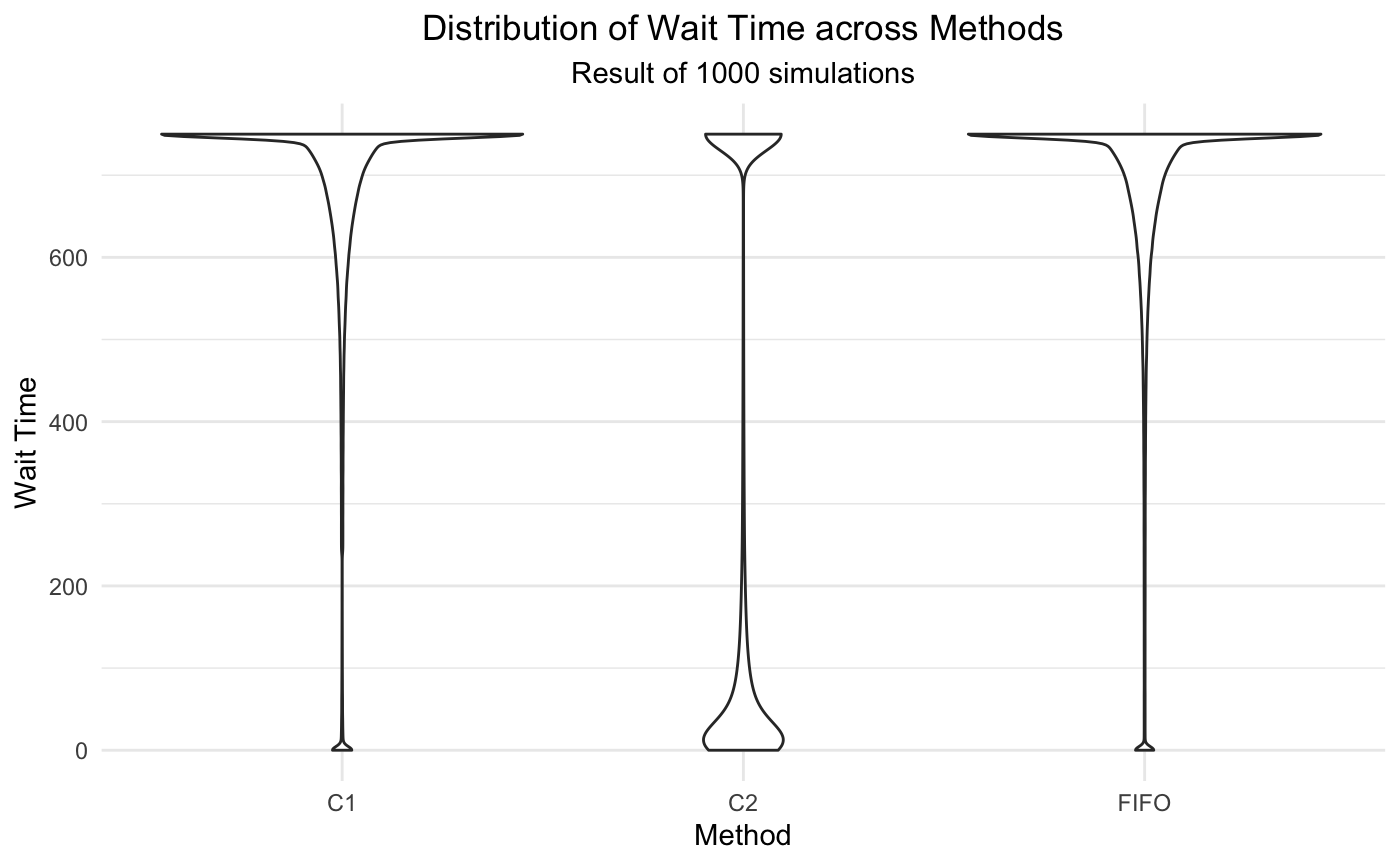 Distribution of Wait Time across Methods
Result of 1000 simulations
Wait Time
600
400
200
0
C1
C2
FIFO
Method